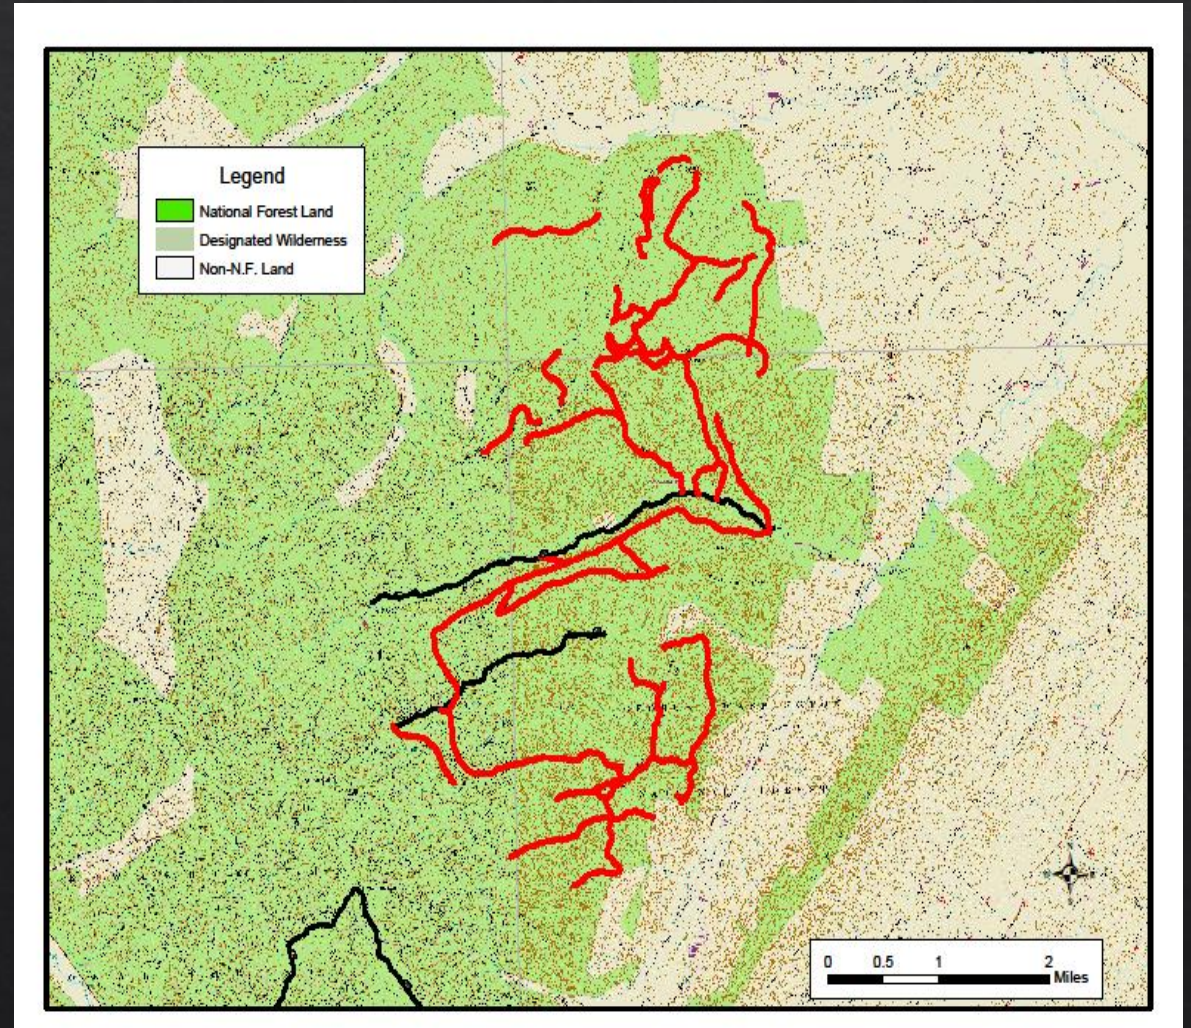 Legend
National Forest Land
Designated Wilderness
Non-N.F. Land
0 0.5 1 2
Miles